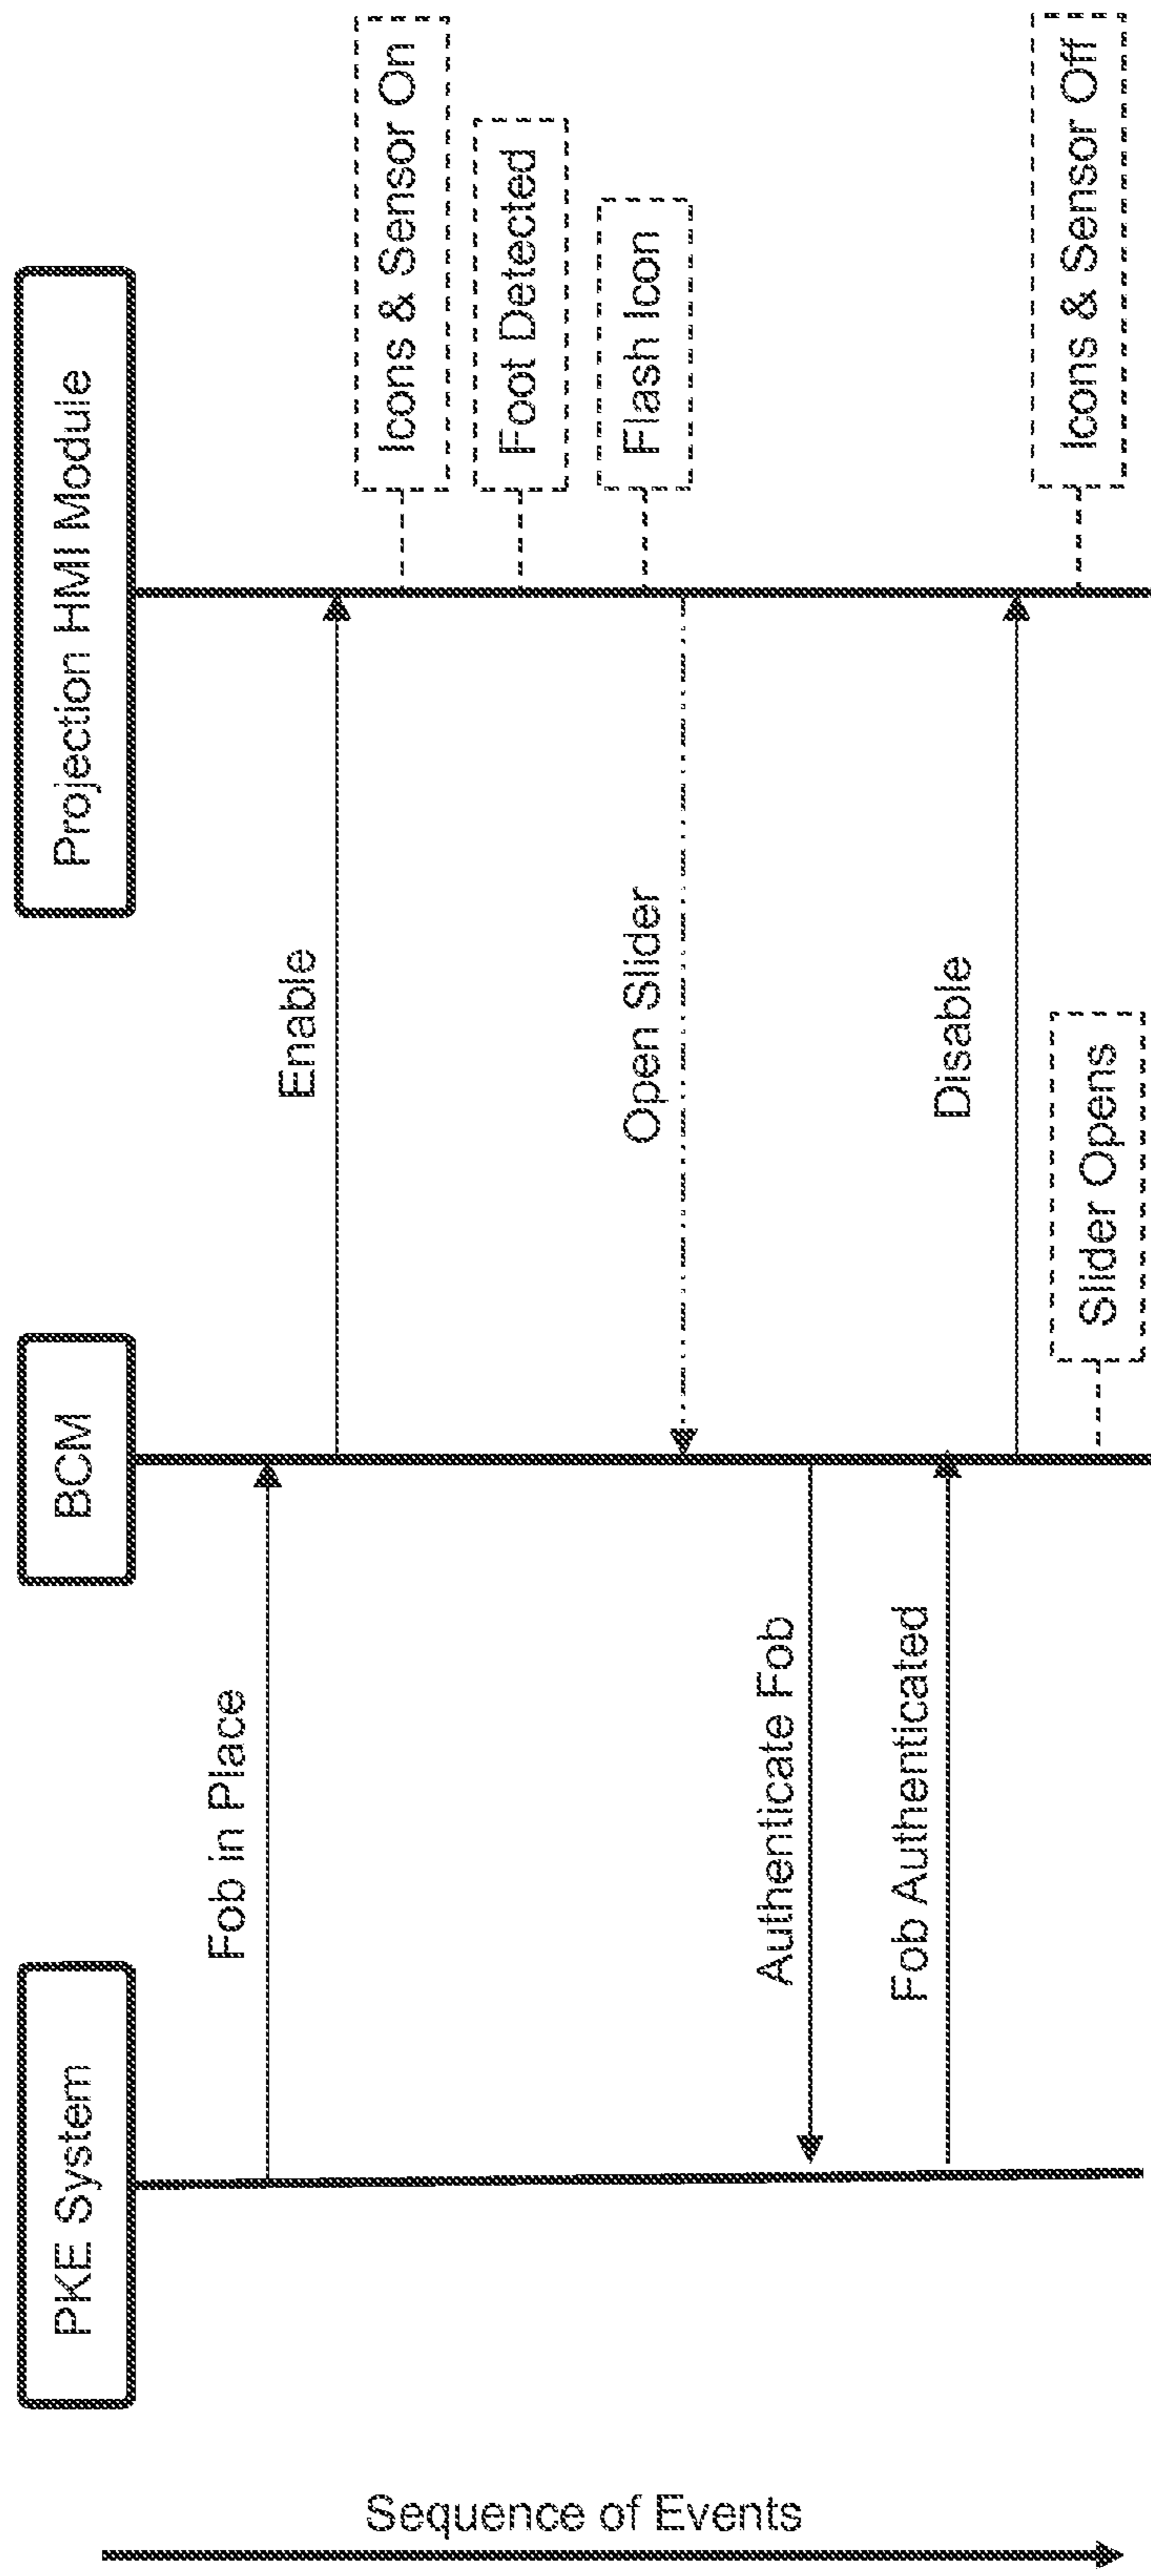 Sequence of Events
PKE System
BCM
Projection HMI Module
Fob in Place
Enable
Icons & Sensor On
Foot Detected
Flash Icon
Open Slider
Authenticate Fob
Fob Authenticated
Disable
Slider Opens
Icons & Sensor Off